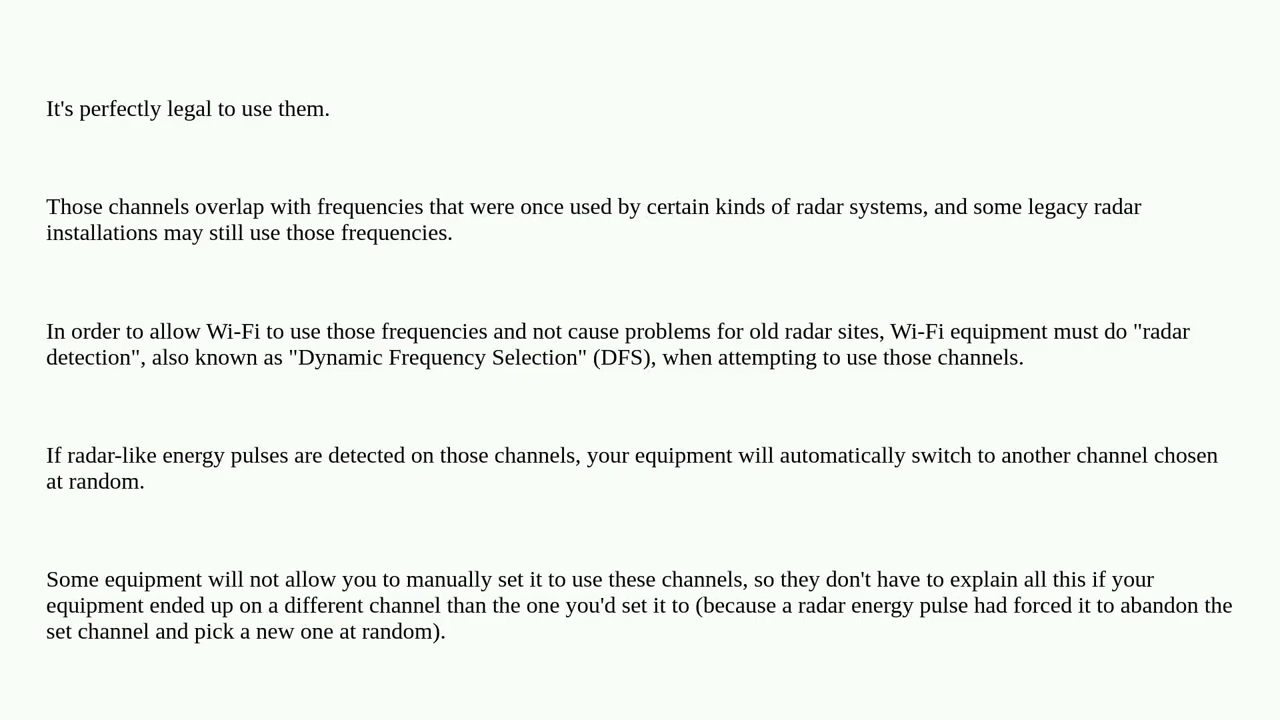 It's perfectly legal to use them.
Those channels overlap with frequencies that were once used by certain kinds of radar systems, and some legacy radar
installations may still use those frequencies.
In order to allow Wi-Fi to use those frequencies and not cause problems for old radar sites, Wi-Fi equipment must do "radar
detection", also known as "Dynamic Frequency Selection" (DFS), when attempting to use those channels.
If radar-like energy pulses are detected on those channels, your equipment will automatically switch to another channel chosen
at random.
Some equipment will not allow you to manually set it to use these channels, so they don't have to explain all this if your
equipment ended up on a different channel than the one you'd set it to (because a radar energy pulse had forced it to abandon the
set channel and pick a new one at random).